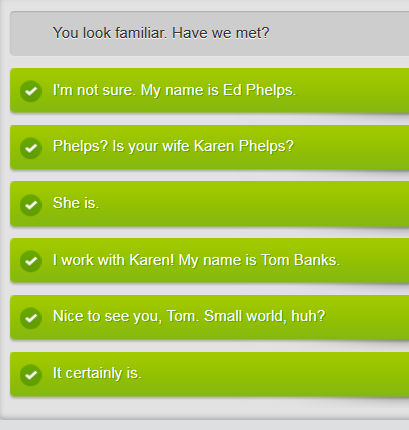 You look familiar. Have we met?
I'm not sure. My name is Ed Phelps.
Phelps? Is your wife Karen Phelps?
She is.
I work with Karen! My name is Tom Banks.
Nice to see you, Tom. Small world, huh?
It certainly is.